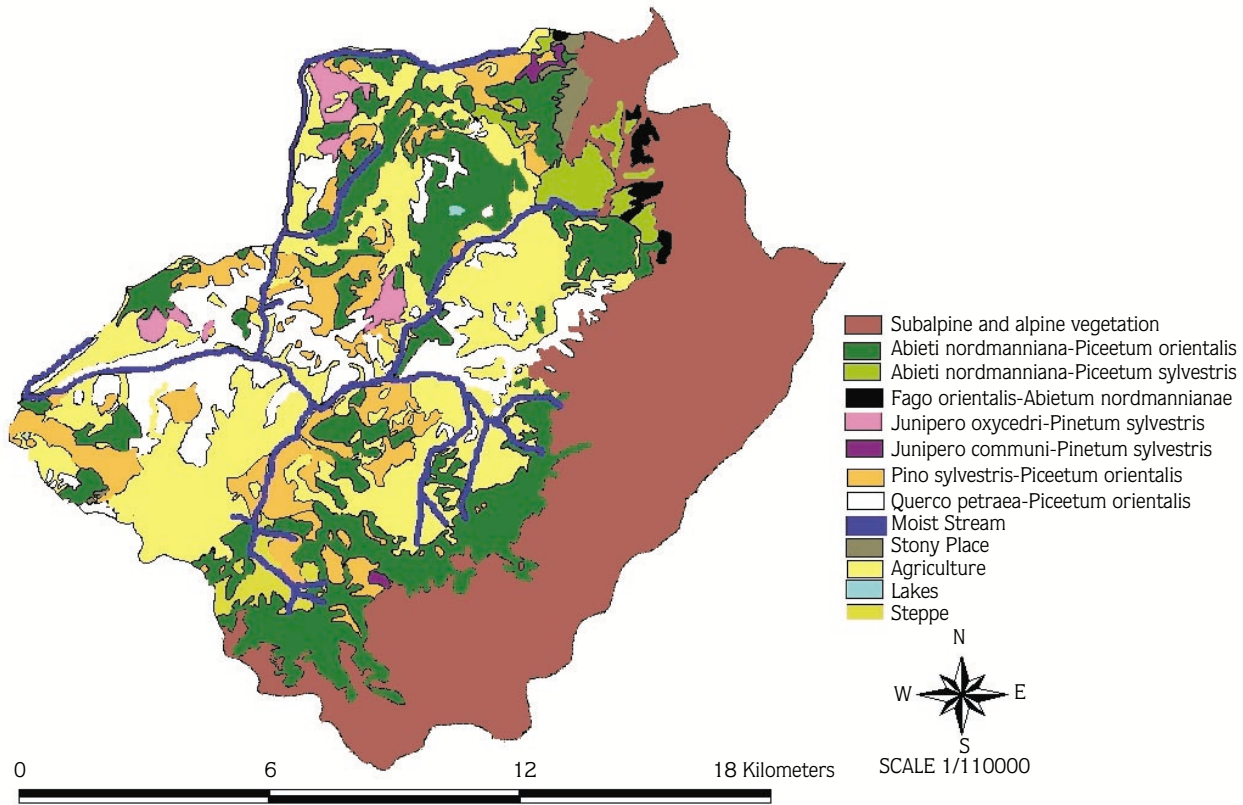 Subalpine and alpine vegetation
Abieti nordmanniana-Piceetum orientalis
Abieti nordmanniana-Piceetum sylvestris
Fago orientalis-Abietum nordmannianae
Junipero oxycedri-Pinetum sylvestris
Junipero communi-Pinetum sylvestris
Pino sylvestris-Piceetum orientalis
Querco petraea-Piceetum orientalis
Moist Stream
Stony Place
Agriculture
Lakes
Steppe
N
W E
S
SCALE 1/110000
0 6 12 18 Kilometers